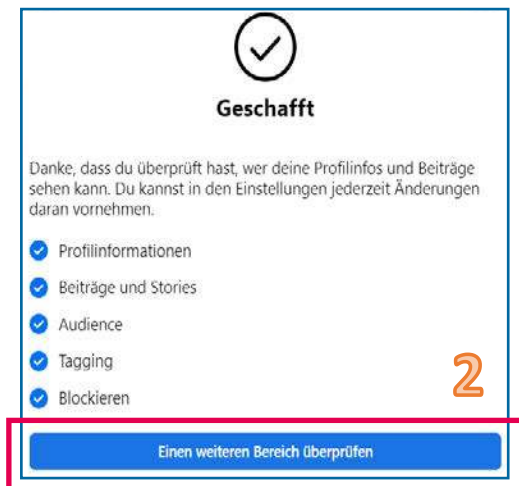 Geschafft
Danke, dass du überprüft hast, wer deine Profilinfos und Beiträge
sehen kann. Du kannst in den Einstellungen jederzeit Änderungen
daran vornehmen.
Profilinformationen
Beiträge und Stories
Audience
Tagging
Blockieren
2
Einen weiteren Bereich überprüfen